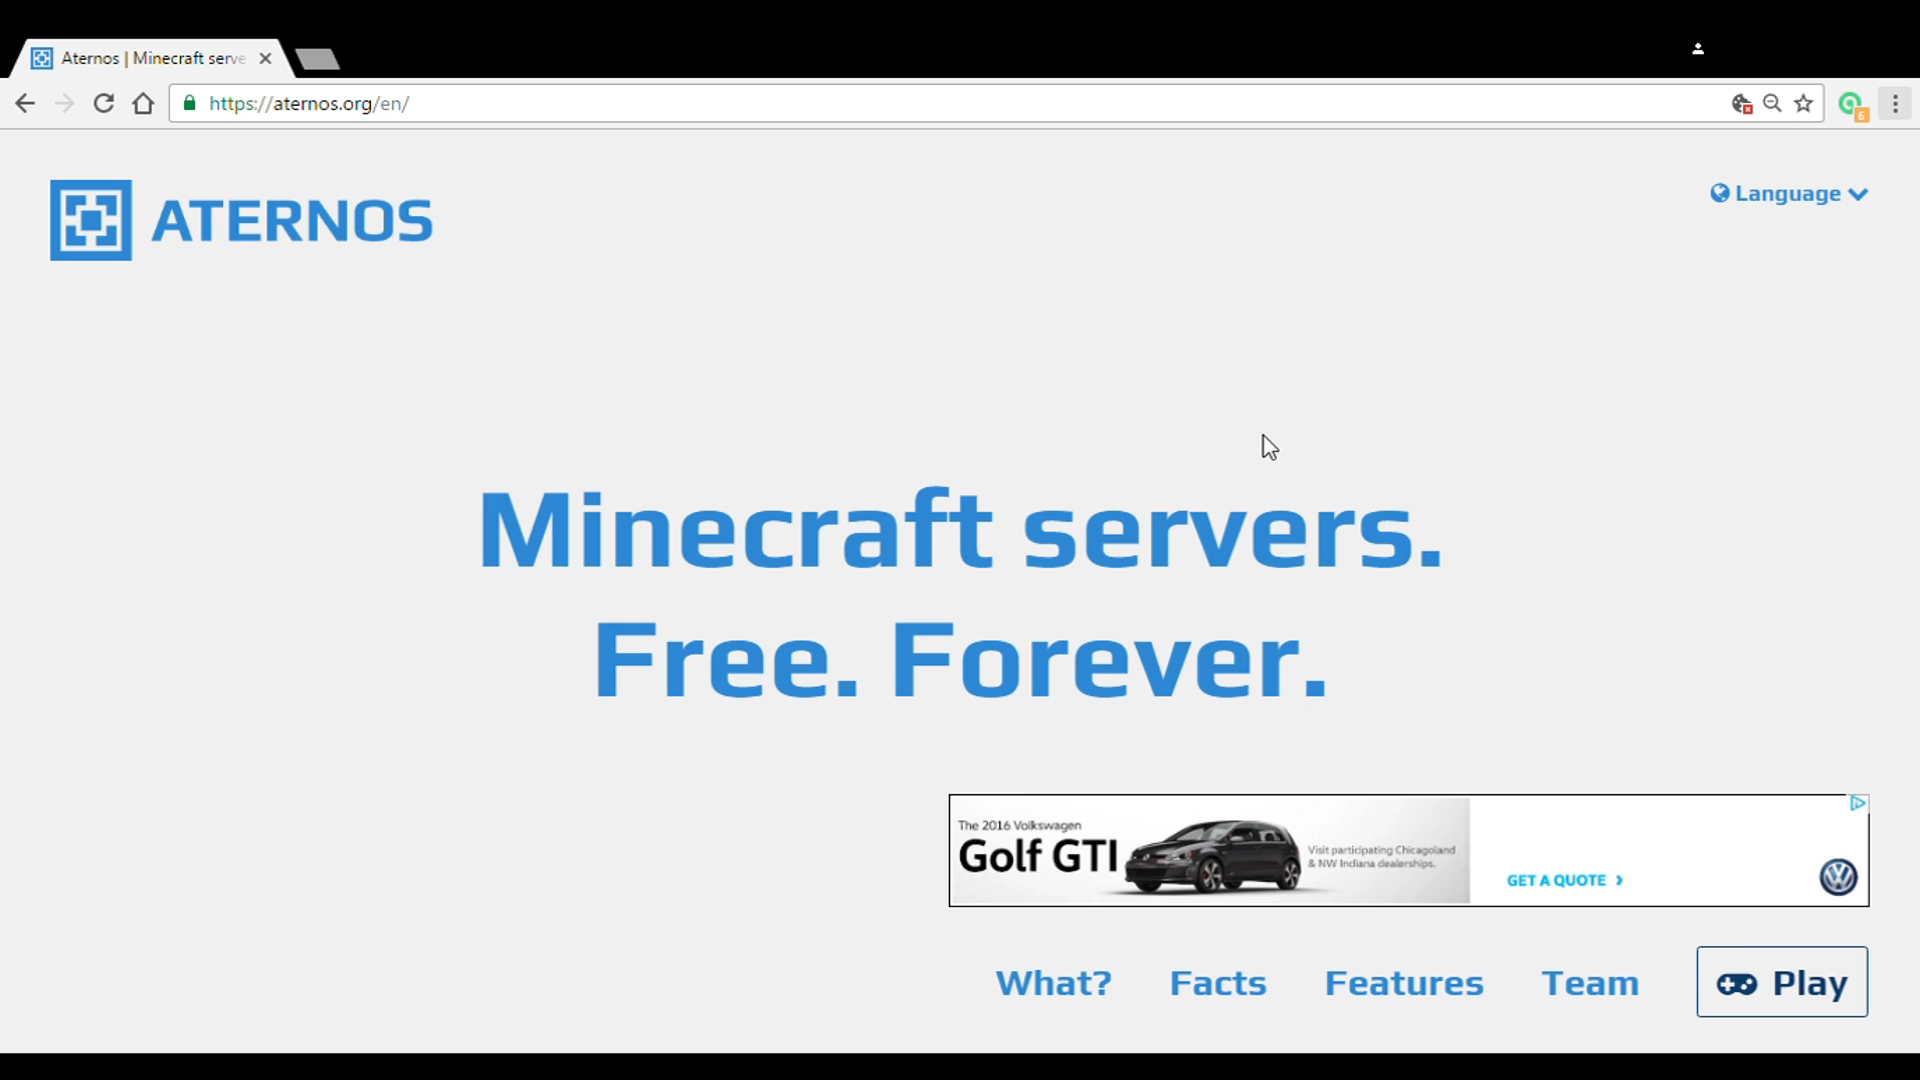 Aternos | Minecraft serve
https://aternos.org/en/
6
ATERNOS
Language
Minecraft servers.
Free. Forever.
The 2016 Volkswagen
Golf GTI
Visit participating Chicagoland
& NW Indiana dealerships.
GET A QUOTE
What? Facts Features Team Play